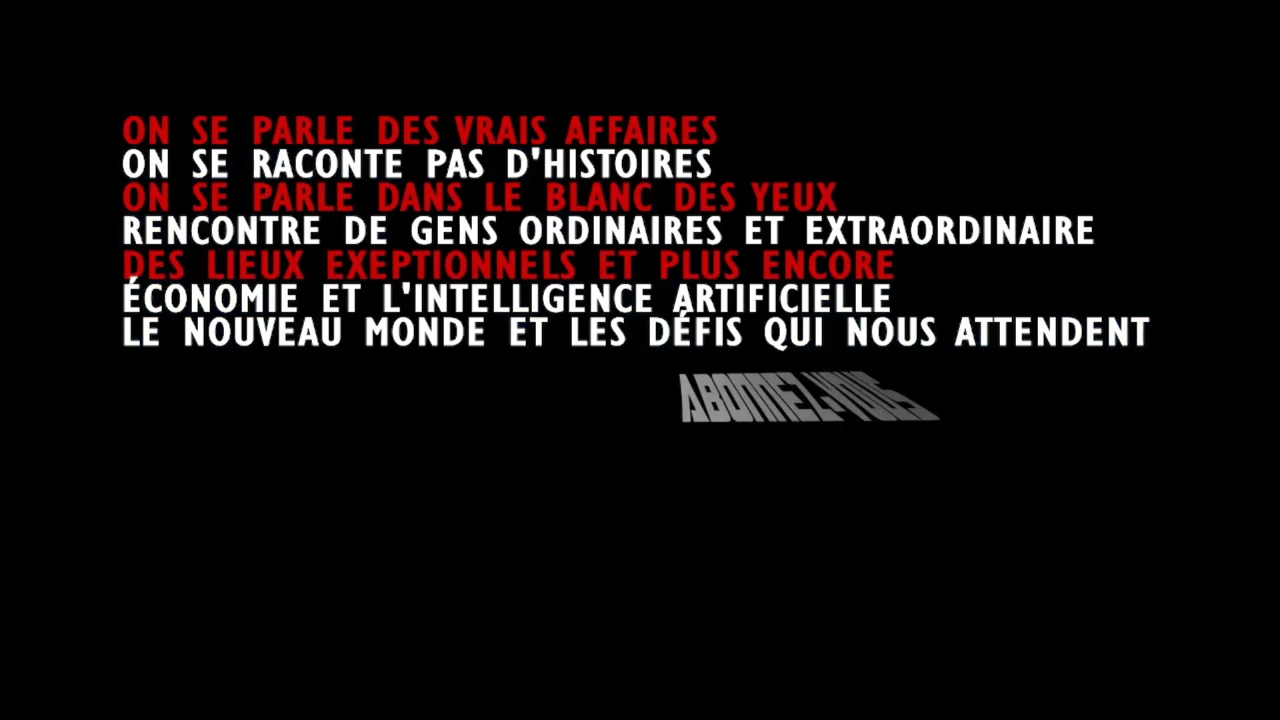 ON SE PARLE DES VRAIS AFFAIRES
ON SE RACONTE PAS D'HISTOIRES
ON SE PARLE DANS LE BLANC DES YEUX
RENCONTRE DE GENS ORDINAIRES ET EXTRAORDINAIRE
DES LIEUX EXEPTIONNELS ET PLUS ENCORE
ÉCONOMIE ET L'INTELLIGENCE ARTIFICIELLE
LE NOUVEAU MONDE ET LES DÉFIS QUI NOUS ATTENDENT
ABONNEZ-VOUS